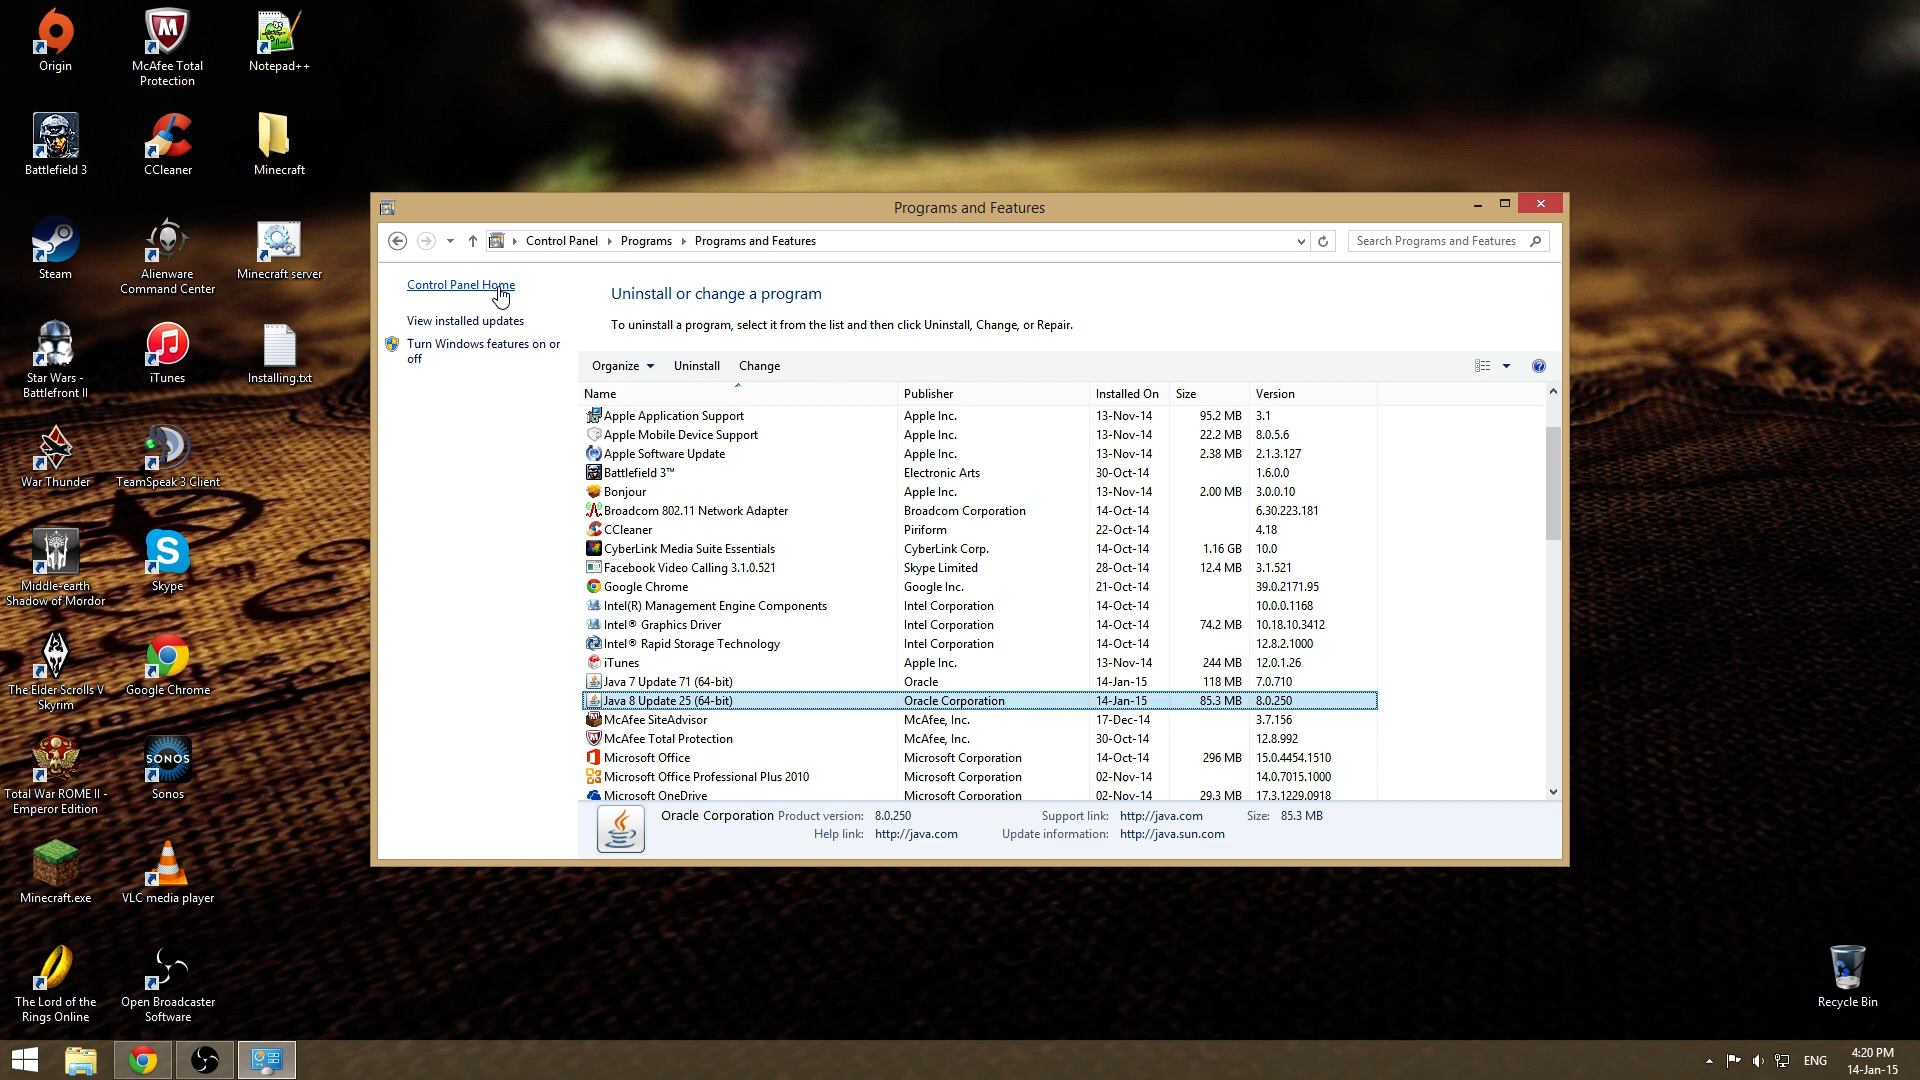 Origin
McAfee Total
Protection
Notepad++
Battlefield 3
CCleaner
Minecraft
Steam
Alienware
Command Center
Minecraft server
Star Wars -
Battlefront II
iTunes
Installing.txt
War Thunder
TeamSpeak 3 Client
Middle-earth
Shadow of Mordor
Skype
The Elder Scrolls V
Skyrim
Google Chrome
Total War ROME II -
Emperor Edition
SONOS
Sonos
Minecraft.exe
VLC media player
The Lord of the
Rings Online
Open Broadcaster
Software
Recycle Bin
Programs and Features
Control Panel Programs Programs and Features
Search Programs and Features
Control Panel Home
View installed updates
Turn Windows features on or
off
Uninstall or change a program
To uninstall a program, select it from the list and then click Uninstall, Change, or Repair.
Organize Uninstall Change
Name Publisher Installed On Size Version
Apple Application Support Apple Inc. 13-Nov-14 95.2 MB 3.1
Apple Mobile Device Support Apple Inc. 13-Nov-14 22.2 MB 8.0.5.6
Apple Software Update Apple Inc. 13-Nov-14 2.38 MB 2.1.3.127
Battlefield 3™ Electronic Arts 30-Oct-14 1.6.0.0
Bonjour Apple Inc. 13-Nov-14 2.00 MB 3.0.0.10
Broadcom 802.11 Network Adapter Broadcom Corporation 14-Oct-14 6.30.223.181
CCleaner Piriform 22-Oct-14 4.18
CyberLink Media Suite Essentials CyberLink Corp. 14-Oct-14 1.16 GB 10.0
Facebook Video Calling 3.1.0.521 Skype Limited 28-Oct-14 12.4 MB 3.1.521
Google Chrome Google Inc. 21-Oct-14 39.0.2171.95
Intel(R) Management Engine Components Intel Corporation 14-Oct-14 10.0.0.1168
Intel® Graphics Driver Intel Corporation 14-Oct-14 74.2 MB 10.18.10.3412
Intel® Rapid Storage Technology Intel Corporation 14-Oct-14 12.8.2.1000
iTunes Apple Inc. 13-Nov-14 244 MB 12.0.1.26
Java 7 Update 71 (64-bit) Oracle 14-Jan-15 118 MB 7.0.710
Java 8 Update 25 (64-bit) Oracle Corporation 14-Jan-15 85.3 MB 8.0.250
McAfee SiteAdvisor McAfee, Inc. 17-Dec-14 3.7.156
McAfee Total Protection McAfee, Inc. 30-Oct-14 12.8.992
Microsoft Office Microsoft Corporation 14-Oct-14 296 MB 15.0.4454.1510
Microsoft Office Professional Plus 2010 Microsoft Corporation 02-Nov-14 14.0.7015.1000
Microsoft OneDrive Microsoft Corporation 02-Nov-14 29.3 MB 17.3.1229.0918
Oracle Corporation Product version: 8.0.250 Support link: http://java.com Size: 85.3 MB
Help link: http://java.com Update information: http://java.sun.com
ENG
4:20 PM
14-Jan-15